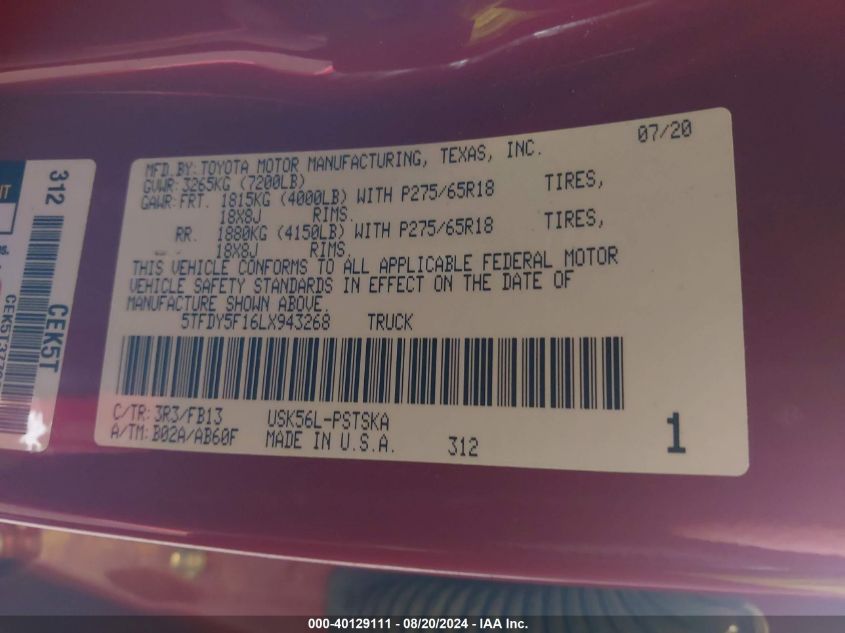 07/20
MFD. BY: TOYOTA MOTOR MANUFACTURING, TEXAS, INC.
GVWR: 3265KG (7200LB)
GAWR: FRT. 1815KG (4000LB) WITH P275/65R18 TIRES,
18X8J RIMS.
RR. 1880KG (4150LB) WITH P275/65R18 TIRES,
18X8J RIMS.
THIS VEHICLE CONFORMS TO ALL APPLICABLE FEDERAL MOTOR
VEHICLE SAFETY STANDARDS IN EFFECT ON THE DATE OF
MANUFACTURE SHOWN ABOVE.
5TFDY5F16LX943268 TRUCK
C/TR: 3R3/FB13 USK56L-PSTSKA
A/TM: B02A/AB60F MADE IN U.S.A. 312 1
312
CEK5T
000-40129111 - 08/20/2024 - IAA Inc.